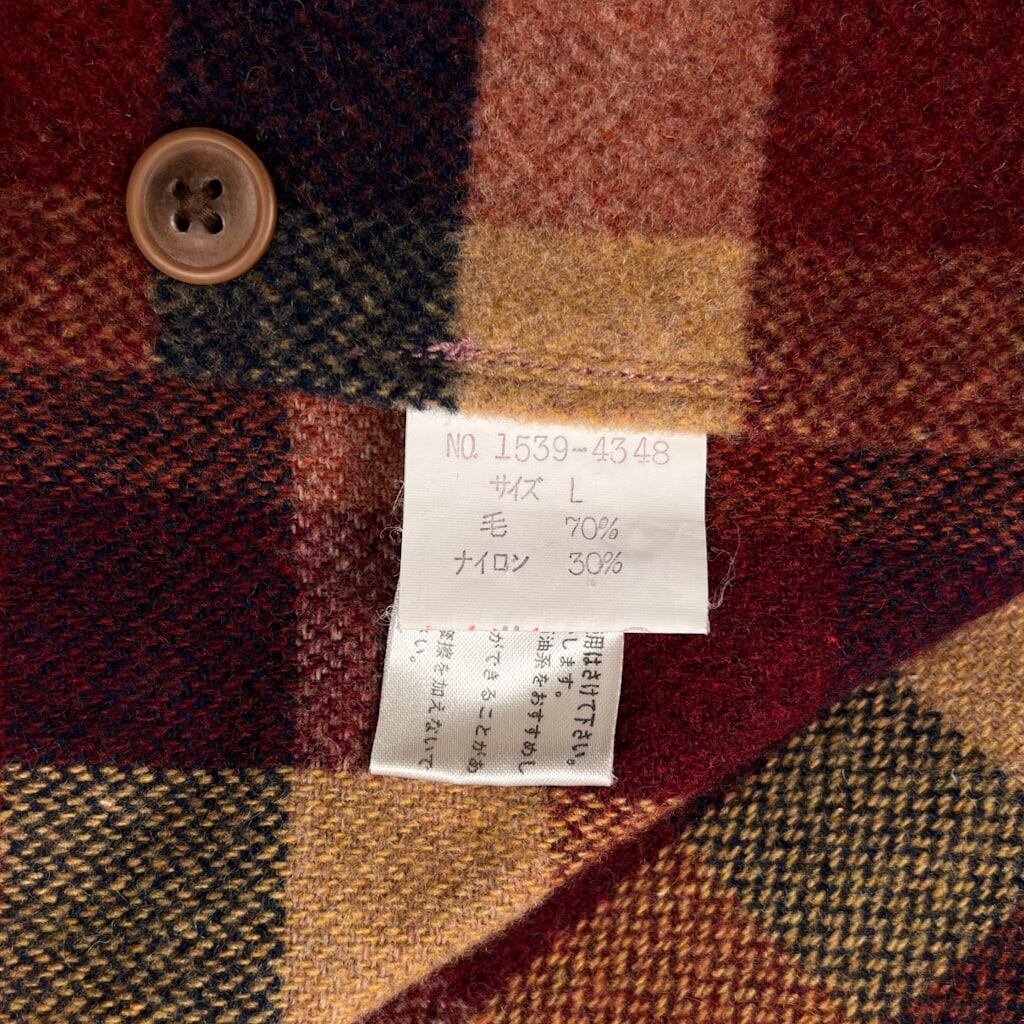 NO. 1539-4348
サイズ L
毛 70%
ナイロン 30%
用はさけて下さい。
します。
油系をおすすめし
ができることがあ
接を加えないで
い。